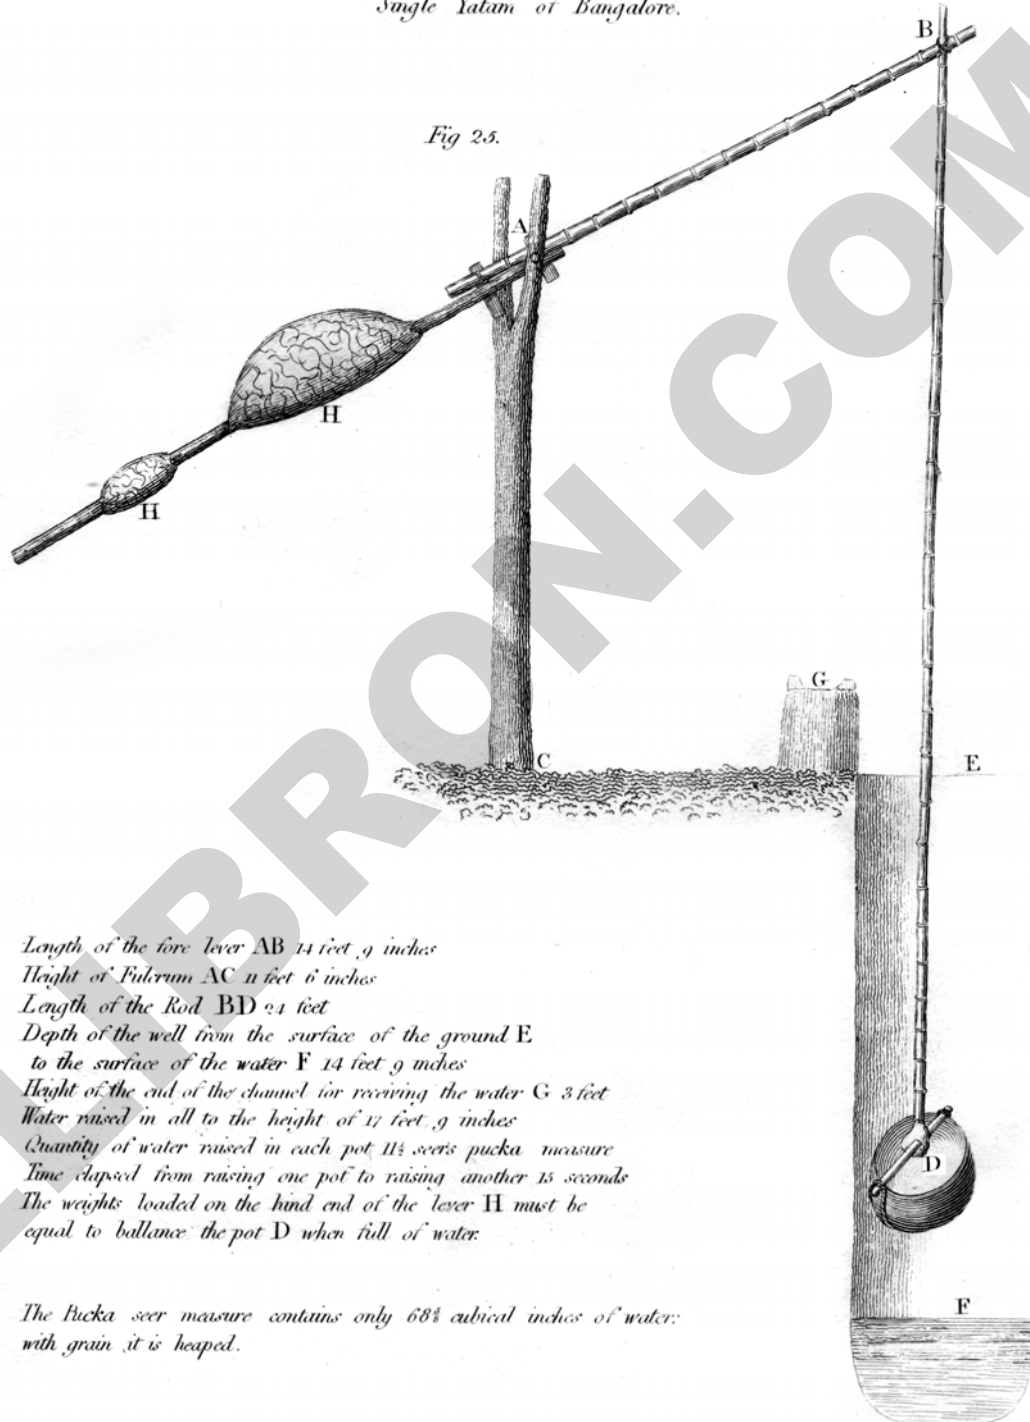 Single Yatam of Bangalore.
B
Fig 25.
A
H
H
G
C
E
Length of the fore lever AB 14 feet 9 inches
Height of Fulcrum AC 11 feet 6 inches
Length of the Rod BD 24 feet
Depth of the well from the surface of the ground E
to the surface of the water F 14 feet 9 inches
Height of the end of the channel for receiving the water G 3 feet
Water raised in all to the height of 17 feet 9 inches
Quantity of water raised in each pot 11½ seers pucka measure
Time elapsed from raising one pot to raising another 15 seconds
The weights loaded on the hind end of the lever H must be
equal to ballance the pot D when full of water.
D
F
The Pucka seer measure contains only cubical inches of water:
with grain it is heaped.
LIBRON.COM